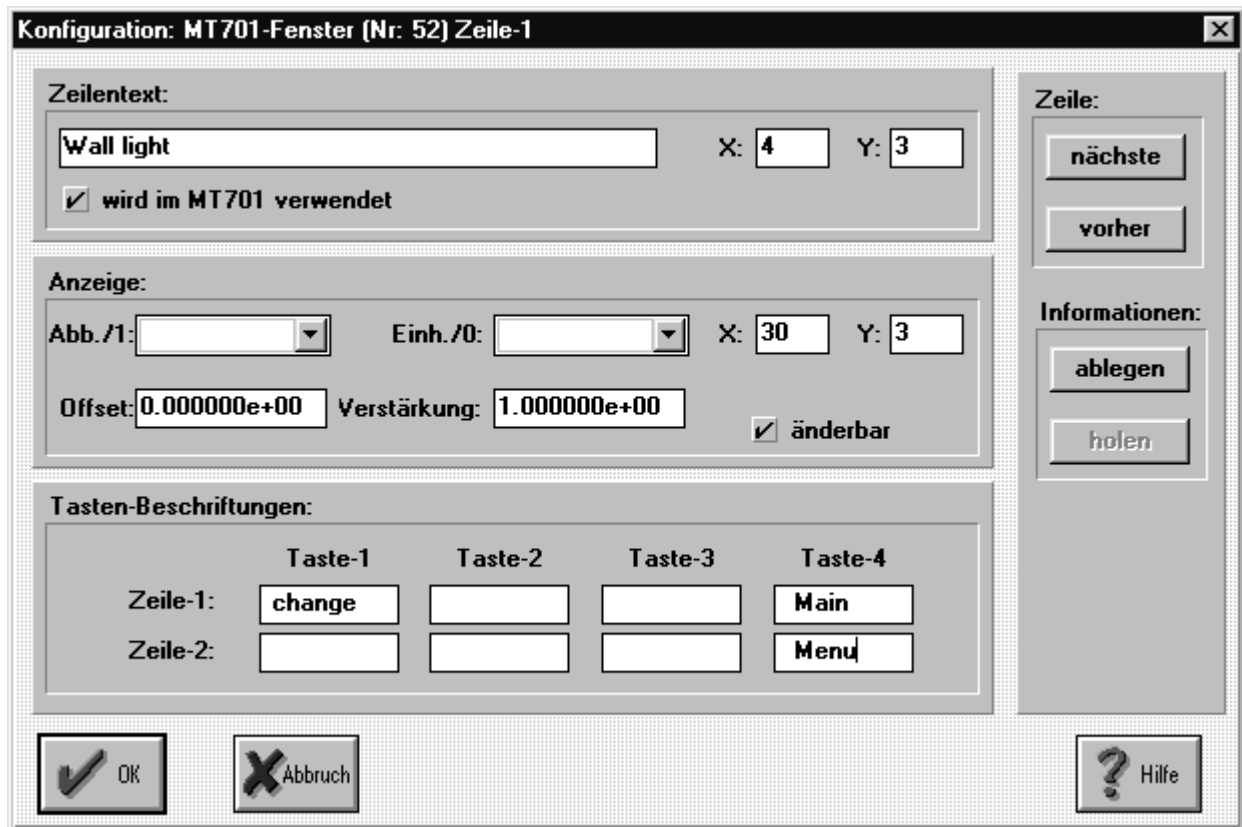 Konfiguration: MT701-Fenster (Nr: 52) Zeile-1
Zeilentext:
Wall light X: 4 Y: 3
wird im MT701 verwendet
Anzeige:
Abb./1: Einh./0: X: 30 Y: 3
Offset: 0.000000e+00 Verstärkung: 1.000000e+00
änderbar
Tasten-Beschriftungen:
Taste-1 Taste-2 Taste-3 Taste-4
Zeile-1: change Main
Zeile-2: Menu
Zeile:
nächste
vorher
Informationen:
ablegen
holen
OK Abbruch Hilfe